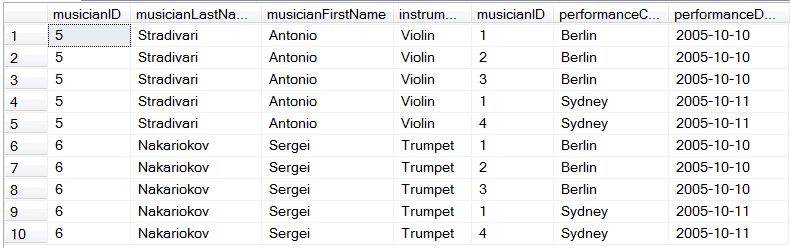 musicianID musicianLastNa... musicianFirstName instrum... musicianID performanceC... performanceD...
1 5 Stradivari Antonio Violin 1 Berlin 2005-10-10
2 5 Stradivari Antonio Violin 2 Berlin 2005-10-10
3 5 Stradivari Antonio Violin 3 Berlin 2005-10-10
4 5 Stradivari Antonio Violin 1 Sydney 2005-10-11
5 5 Stradivari Antonio Violin 4 Sydney 2005-10-11
6 6 Nakariokov Sergei Trumpet 1 Berlin 2005-10-10
7 6 Nakariokov Sergei Trumpet 2 Berlin 2005-10-10
8 6 Nakariokov Sergei Trumpet 3 Berlin 2005-10-10
9 6 Nakariokov Sergei Trumpet 1 Sydney 2005-10-11
10 6 Nakariokov Sergei Trumpet 4 Sydney 2005-10-11